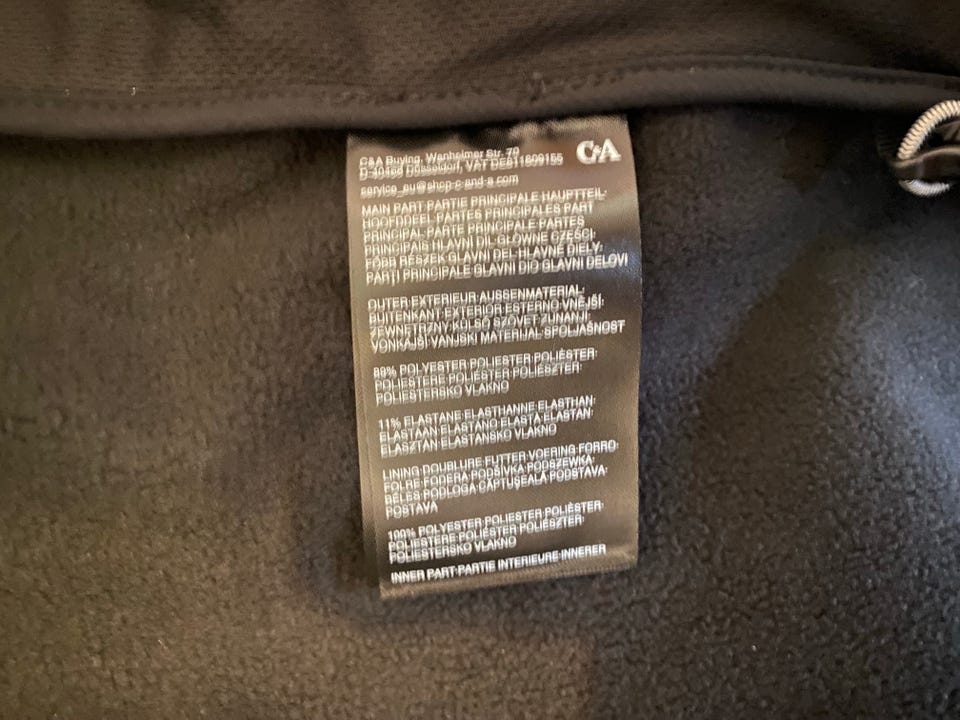 C&A
C&A Buying, Wanheimer Str. 70
D-40468 Düsseldorf, VAT DE811809155
service_eu@shop-c-and-a.com
MAIN PART·PARTIE PRINCIPALE·HAUPTTEIL·
HOOFDDEEL·PARTES PRINCIPALES·PART
PRINCIPAL·PARTE PRINCIPALE·PARTES
PRINCIPAIS·HLAVNÍ DÍL·GŁÓWNE CZĘŚCI·
FŐBB RÉSZEK·GLAVNI DEL·HLAVNÉ DIELY·
PĂRȚI PRINCIPALE·GLAVNI DIO·GLAVNI DELOVI
OUTER·EXTERIEUR·AUSSENMATERIAL·
BUITENKANT·EXTERIOR·ESTERNO·VNĚJŠÍ·
ZEWNĘTRZNY·KÜLSŐ SZÖVET·ZUNANJI·
VONKAJŠÍ·VANJSKI MATERIJAL·SPOLJAŠNOST
89% POLYESTER·POLIESTER·POLIÉSTER·
POLIESTERE·POLIÉSTER·POLIÉSZTER·
POLIESTERSKO VLAKNO
11% ELASTANE·ELASTHANNE·ELASTHAN·
ELASTAAN·ELASTANO·ELASTA·ELASTAN·
ELASZTÁN·ELASTANSKO VLAKNO
LINING·DOUBLURE·FUTTER·VOERING·FORRO·
FOLRE·FODERA·PODŠÍVKA·PODSZEWKA·
BÉLÉS·PODLOGA·CĂPTUȘEALĂ·PODSTAVA·
POSTAVA
100% POLYESTER·POLIESTER·POLIÉSTER·
POLIESTERE·POLIÉSTER·POLIÉSZTER·
POLIESTERSKO VLAKNO
INNER PART·PARTIE INTERIEURE·INNERER